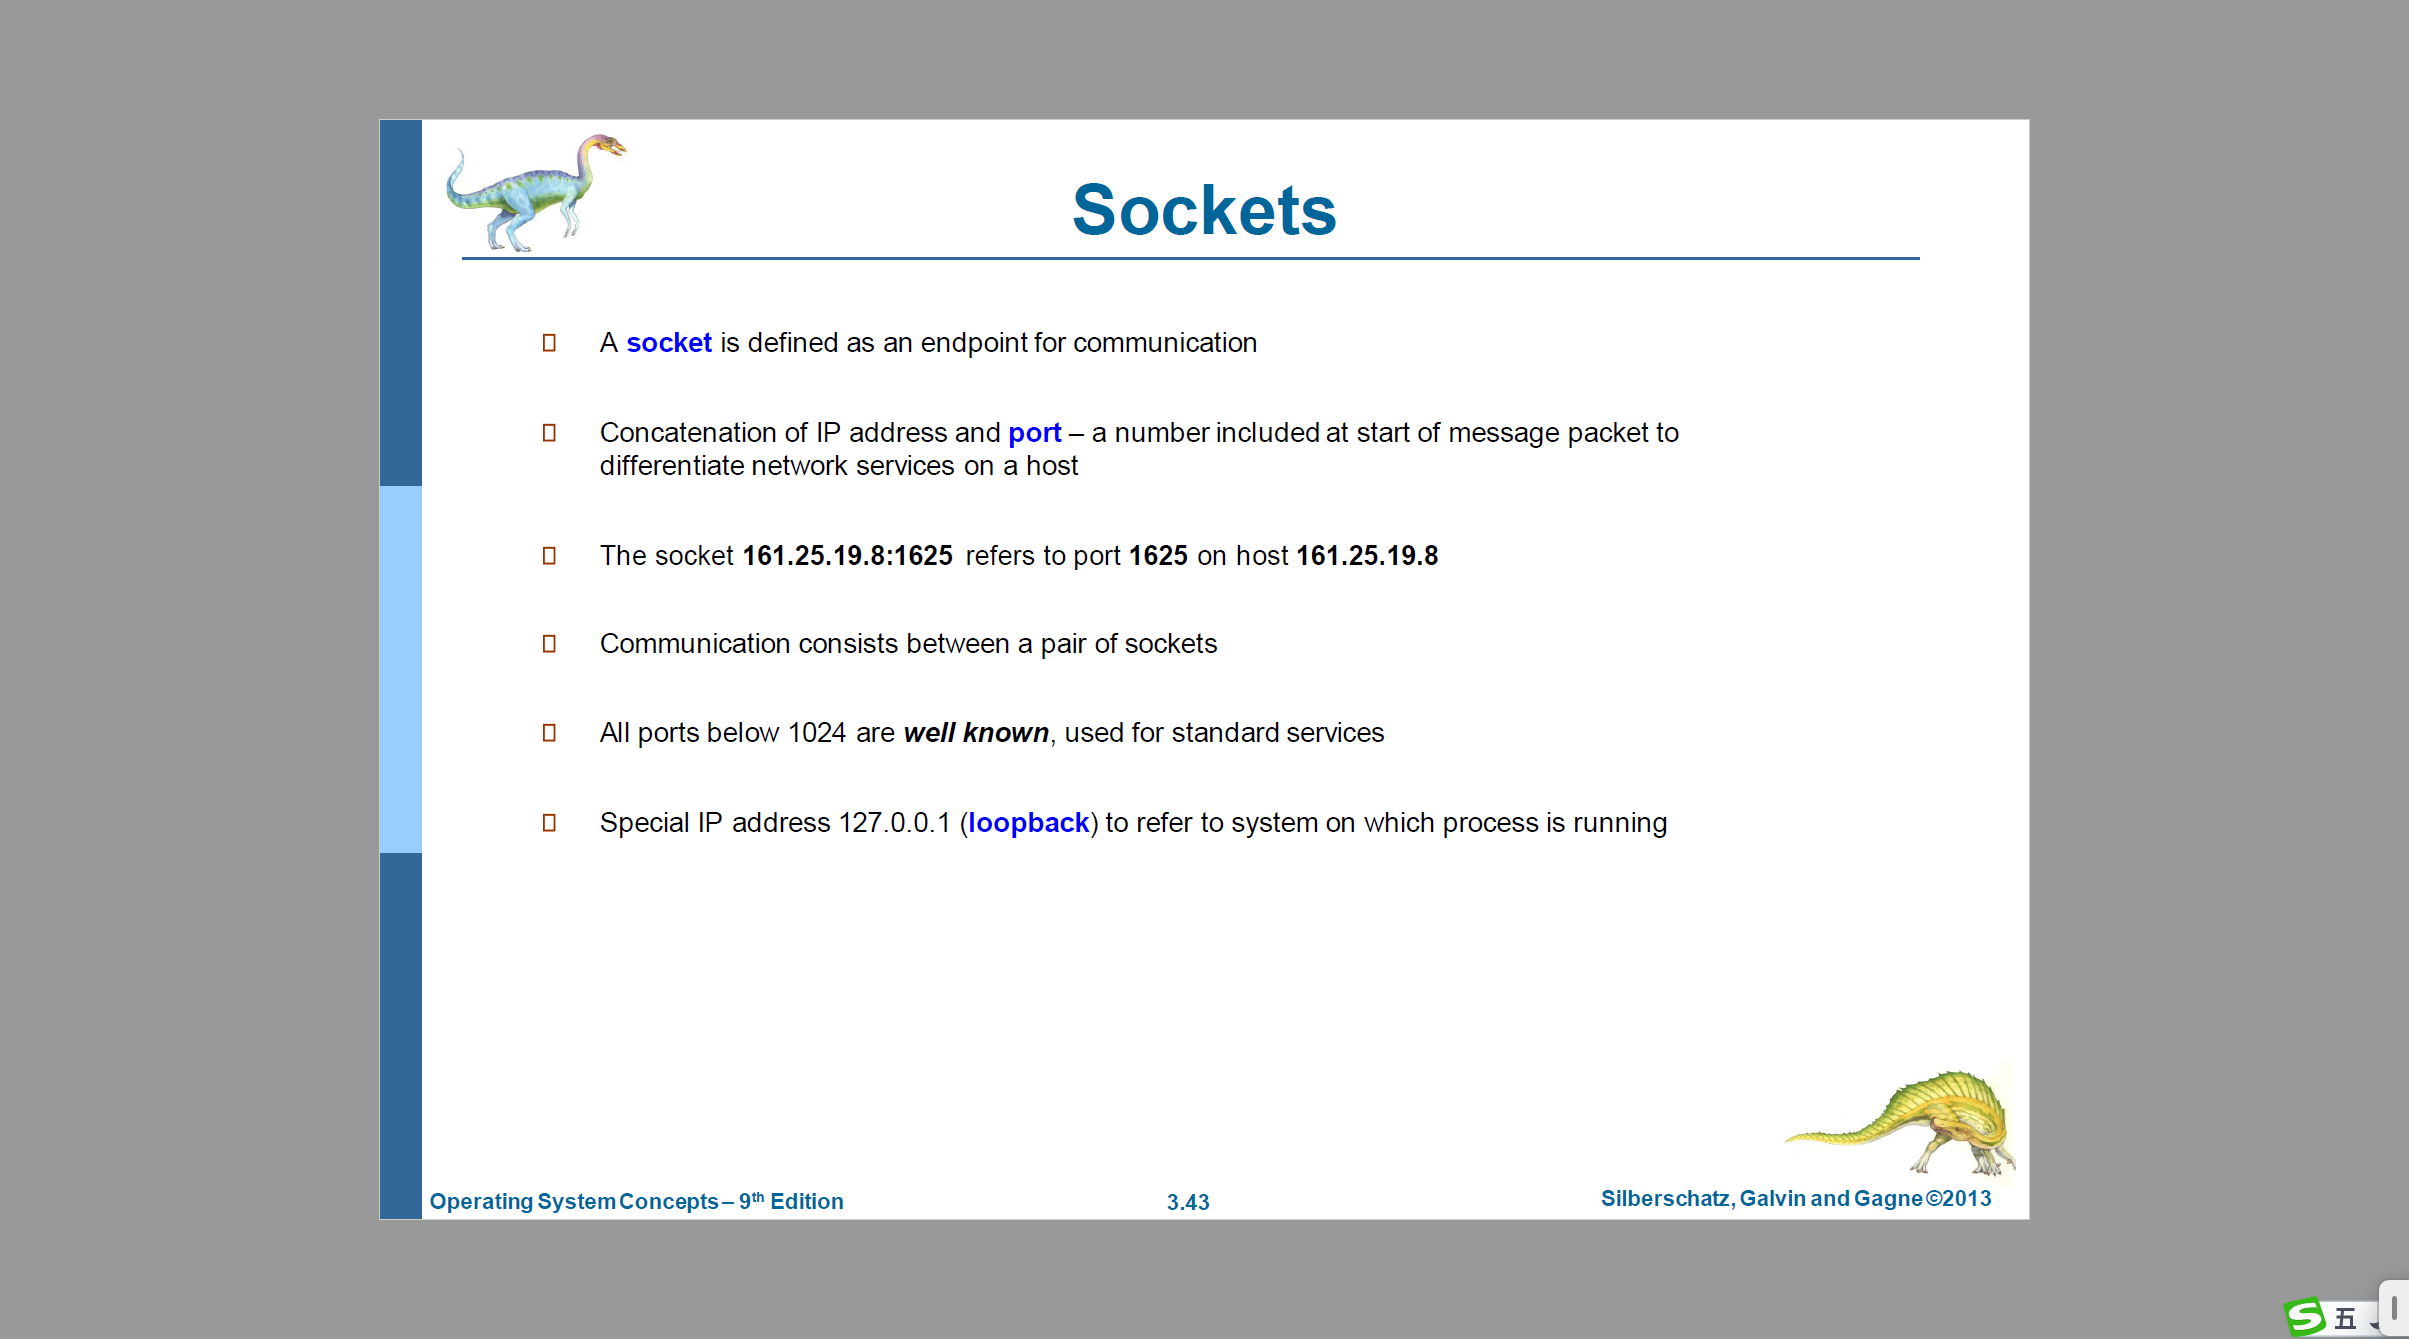 Sockets
A socket is defined as an endpoint for communication
Concatenation of IP address and port – a number included at start of message packet to
differentiate network services on a host
The socket 161.25.19.8:1625 refers to port 1625 on host 161.25.19.8
Communication consists between a pair of sockets
All ports below 1024 are well known, used for standard services
Special IP address 127.0.0.1 (loopback) to refer to system on which process is running
Operating System Concepts – 9th Edition
3.43
Silberschatz, Galvin and Gagne ©2013
S 五